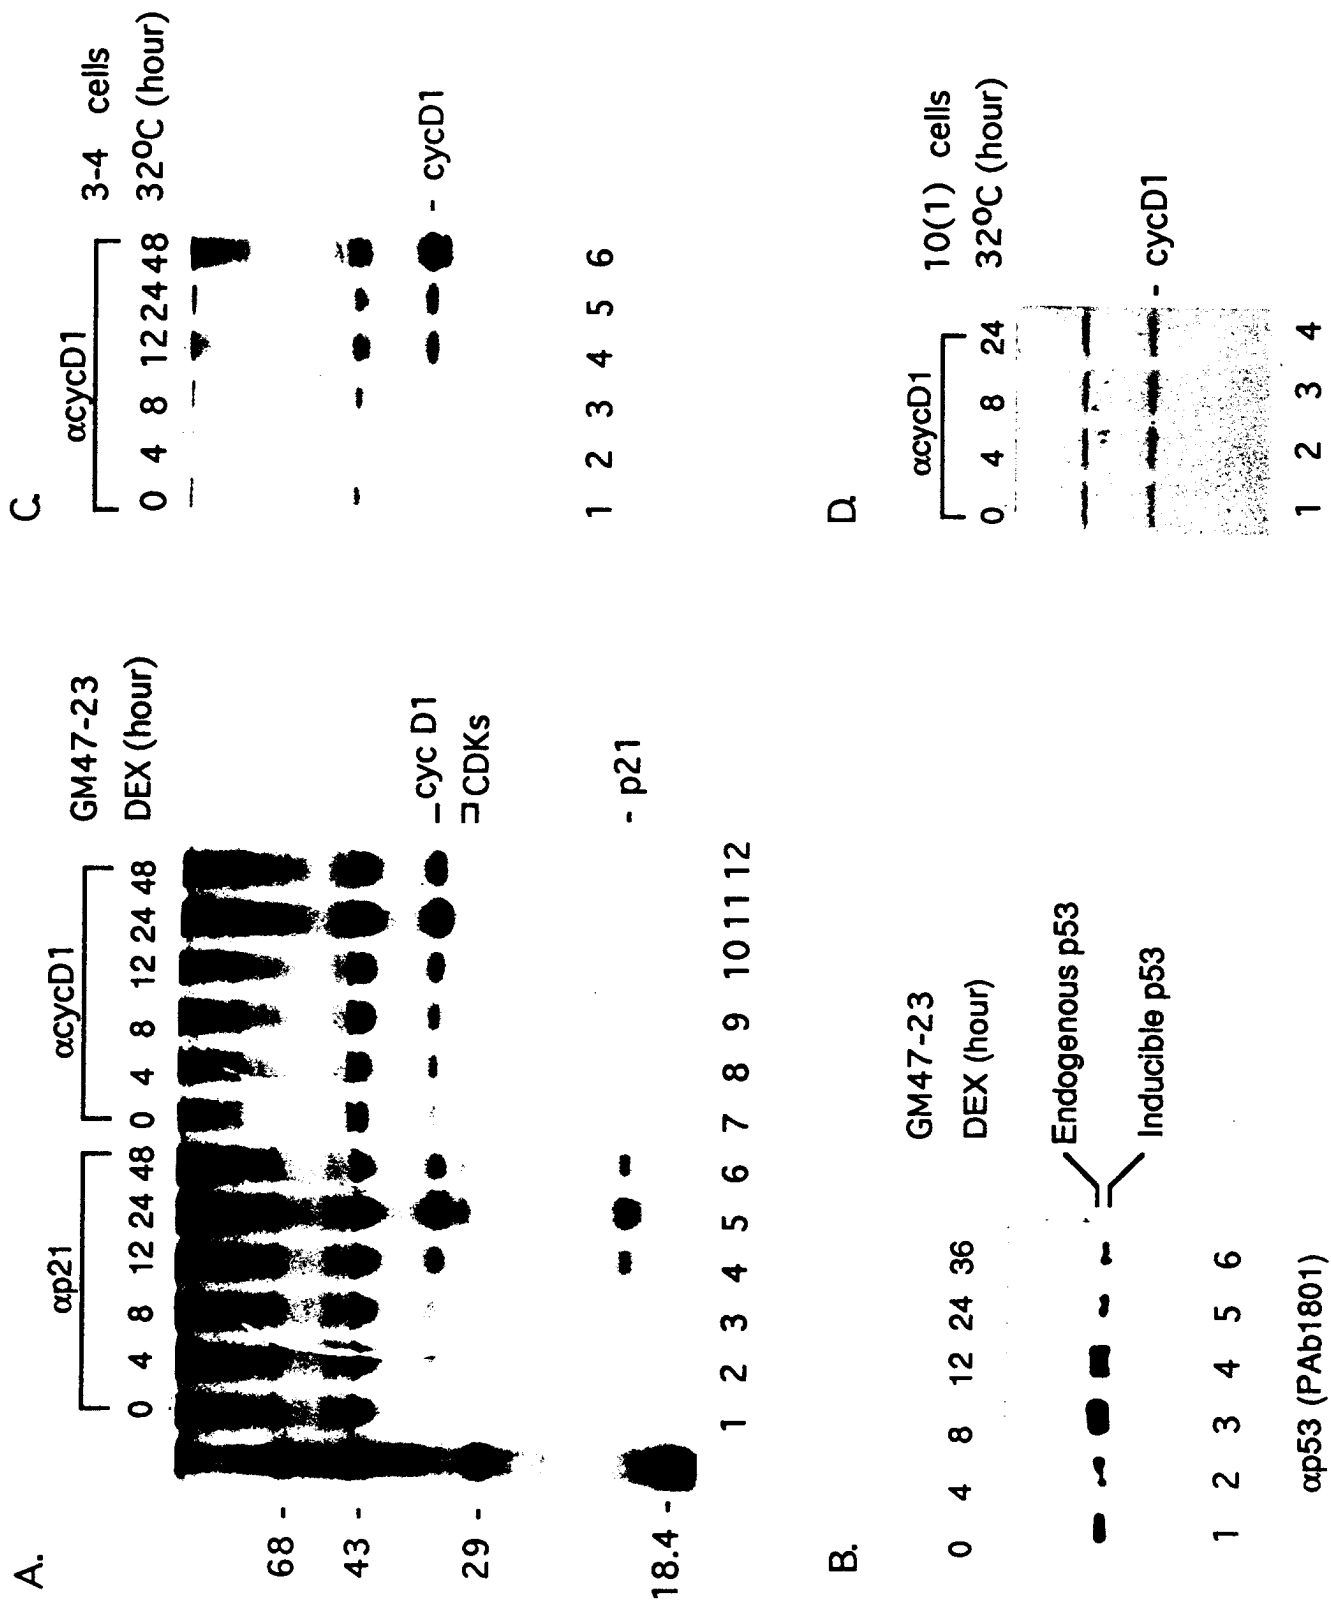 A.
αp21
αcycD1
GM47-23
0 4 8 12 24 48 0 4 8 12 24 48
DEX (hour)
68 -
43 -
29 -
18.4 -
cyc D1
CDKs
- p21
1 2 3 4 5 6 7 8 9 10 11 12
B.
GM47-23
0 4 8 12 24 36
DEX (hour)
Endogenous p53
Inducible p53
1 2 3 4 5 6
αp53 (PAb1801)
C.
αcycD1
3-4 cells
0 4 8 12 24 48
32ºC (hour)
- cycD1
1 2 3 4 5 6
D.
αcycD1
10(1) cells
0 4 8 24
32ºC (hour)
- cycD1
1 2 3 4